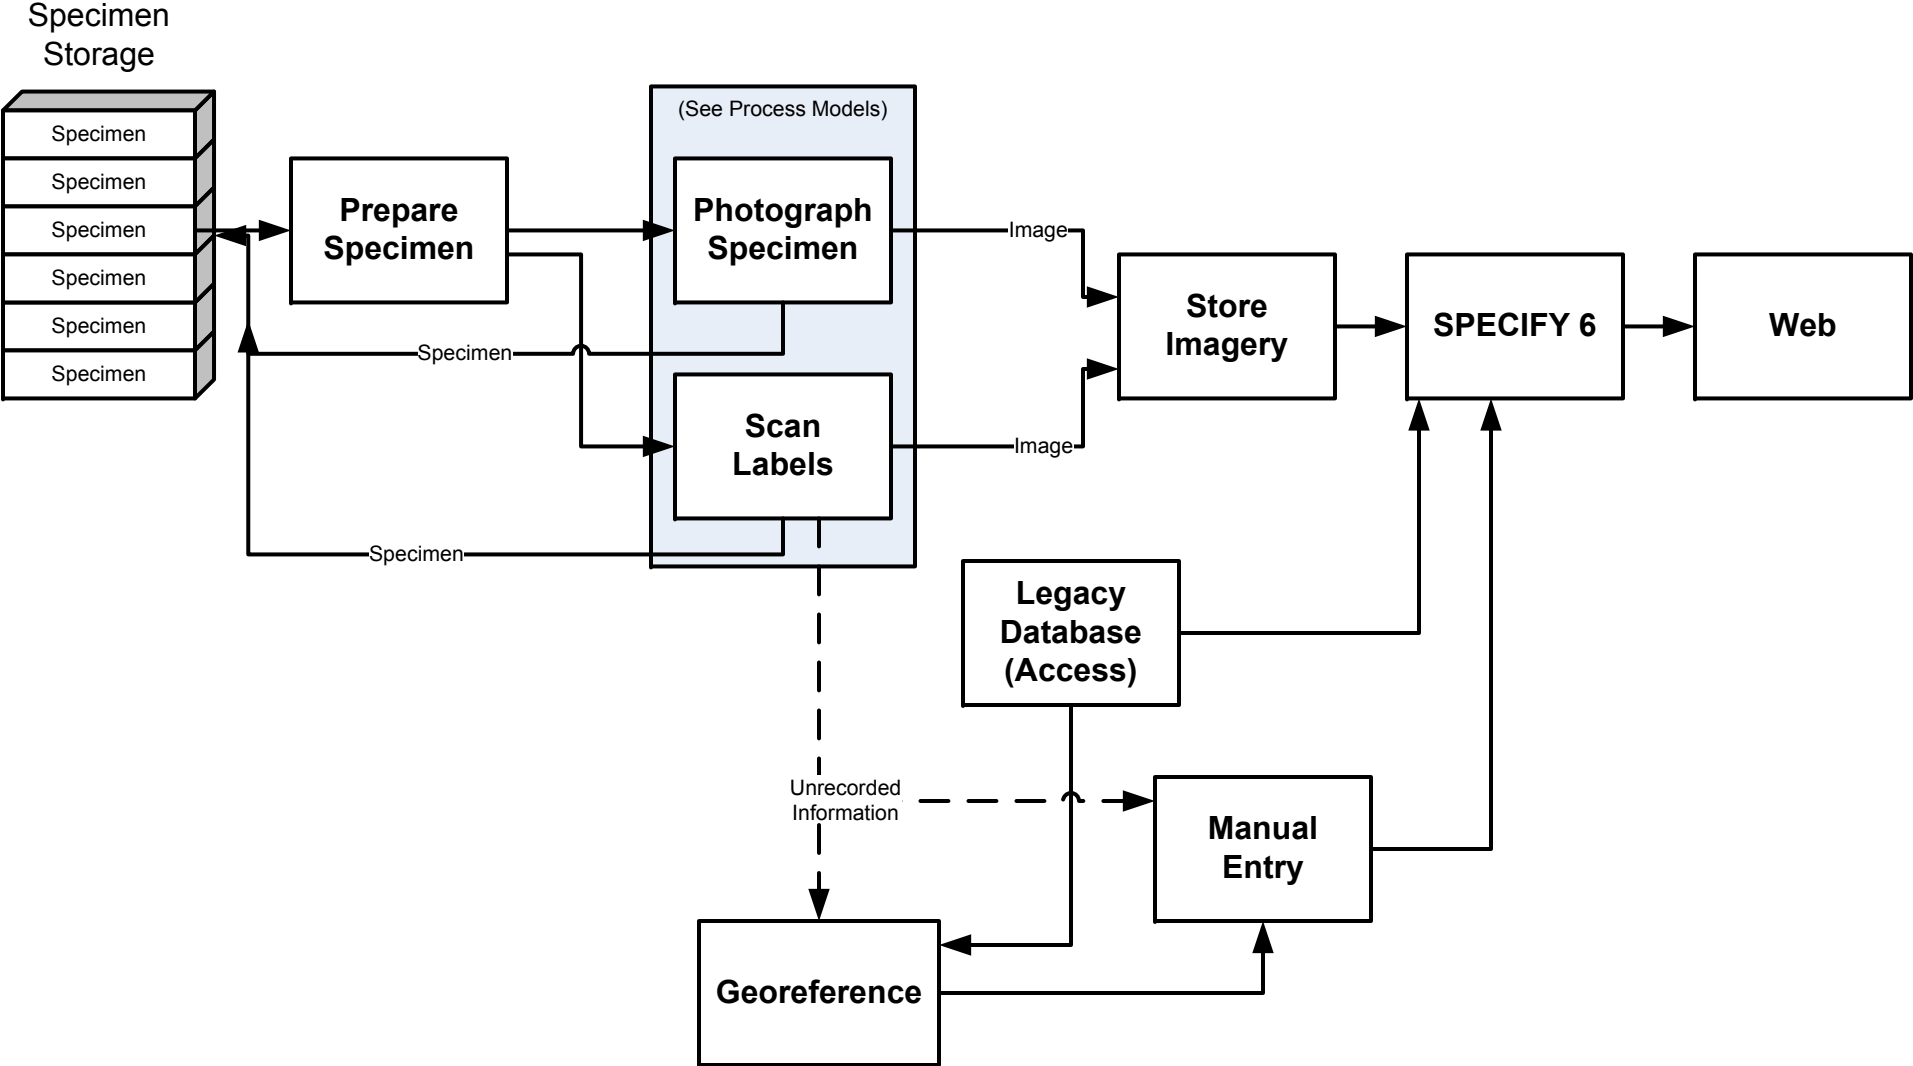 Specimen
Storage
Specimen
Specimen
Specimen
Specimen
Specimen
Specimen
Prepare
Specimen
(See Process Models)
Photograph
Specimen
Scan
Labels
Specimen
Specimen
Image
Image
Store
Imagery
SPECIFY 6
Web
Legacy
Database
(Access)
Unrecorded
Information
Manual
Entry
Georeference